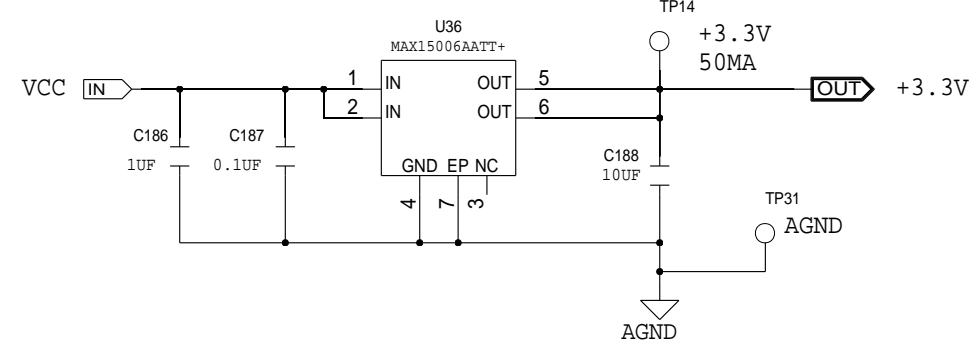 TP14
U36
MAX15006AATT+
+3.3V
50MA
VCC IN
1 IN OUT 5
OUT +3.3V
2 IN OUT 6
C186 C187
1UF 0.1UF
GND EP NC
C188
10UF
4 7 3
TP31
AGND
AGND